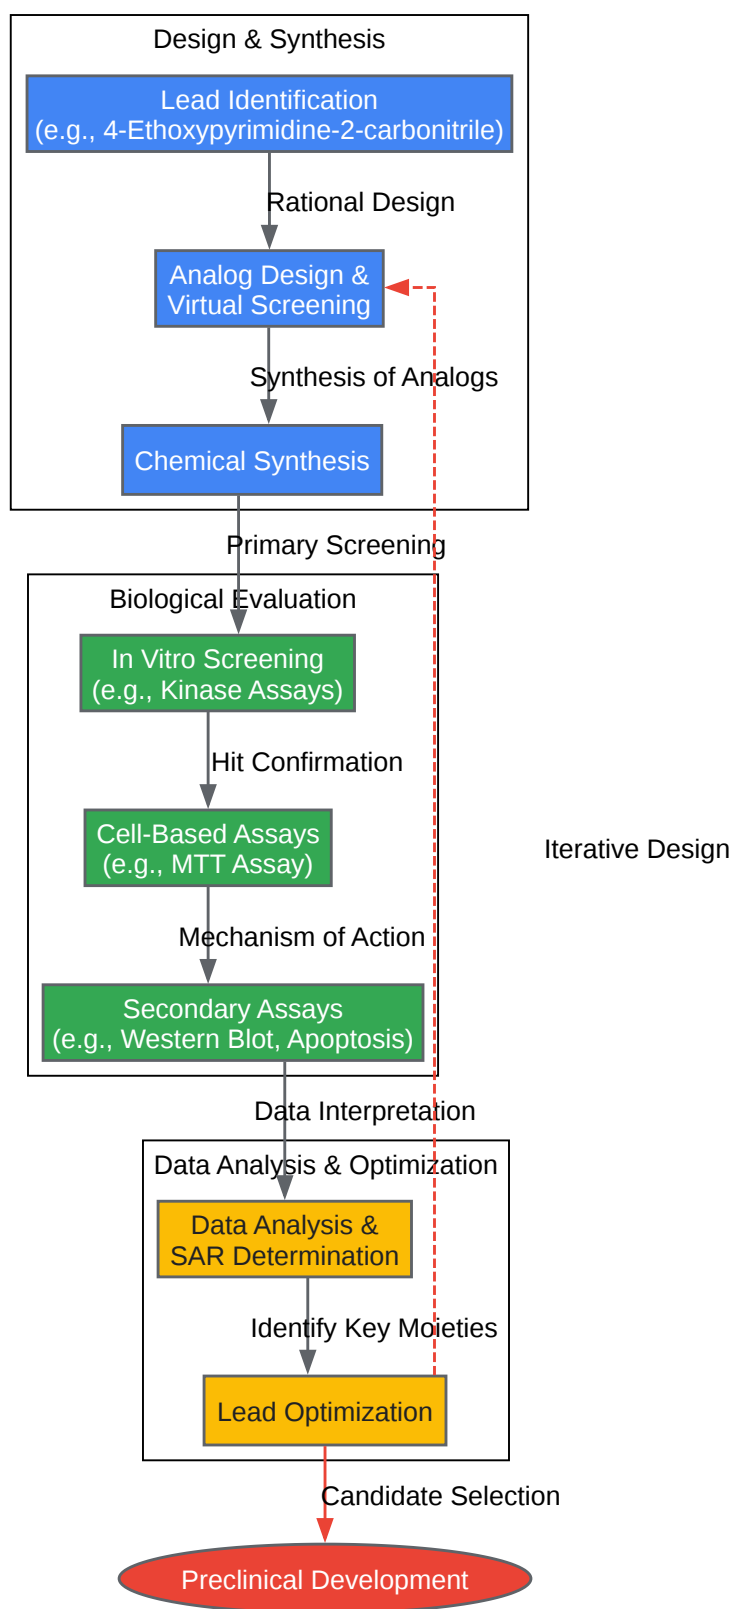 Design & Synthesis
Lead Identification
(e.g., 4-Ethoxypyrimidine-2-carbonitrile)
Rational Design
Analog Design &
Virtual Screening
Synthesis of Analogs
Chemical Synthesis
Primary Screening
Biological Evaluation
In Vitro Screening
(e.g., Kinase Assays)
Hit Confirmation
Cell-Based Assays
(e.g., MTT Assay)
Iterative Design
Mechanism of Action
Secondary Assays
(e.g., Western Blot, Apoptosis)
Data Interpretation
Data Analysis & Optimization
Data Analysis &
SAR Determination
Identify Key Moieties
Lead Optimization
Candidate Selection
Preclinical Development